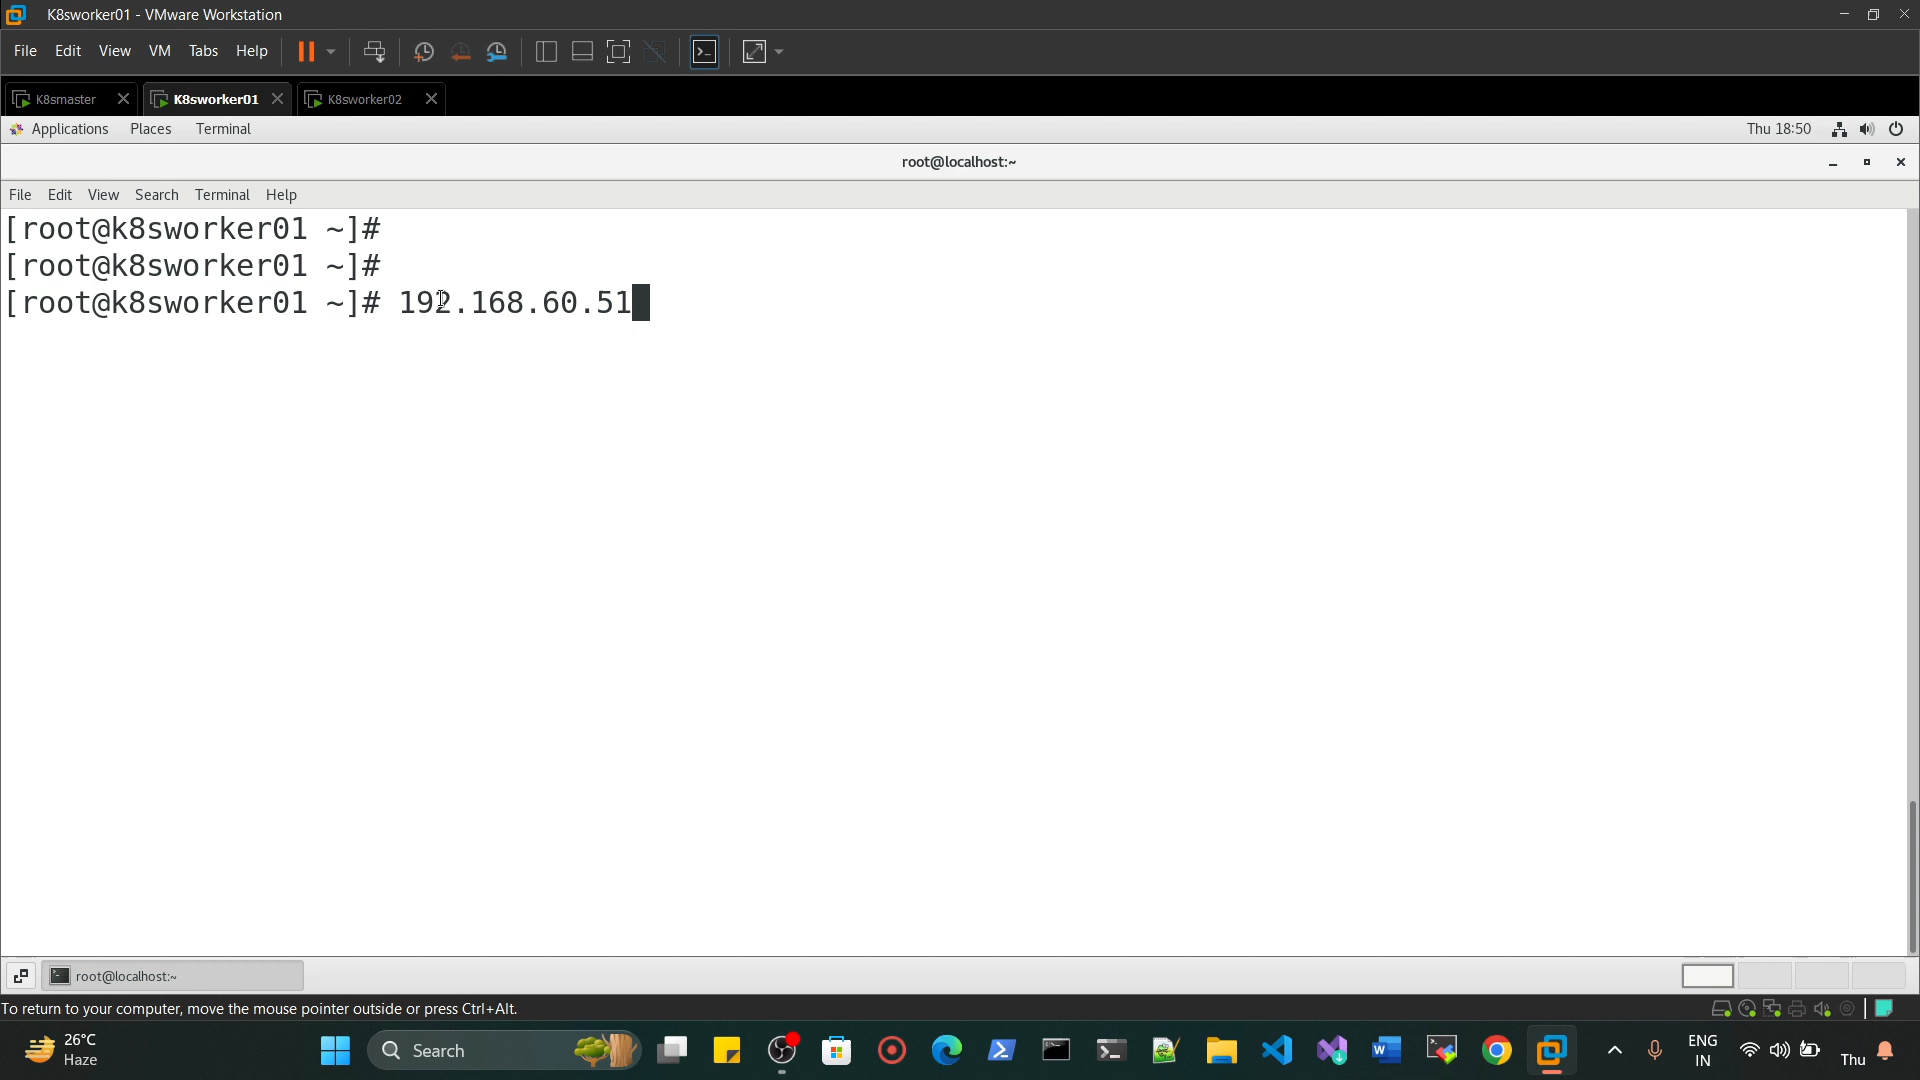 K8sworker01 - VMware Workstation
File Edit View VM Tabs Help
K8smaster K8sworker01 K8sworker02
Applications Places Terminal Thu 18:50
root@localhost:~
File Edit View Search Terminal Help
[root@k8sworker01 ~]#
[root@k8sworker01 ~]#
[root@k8sworker01 ~]# 192.168.60.51
root@localhost:~
To return to your computer, move the mouse pointer outside or press Ctrl+Alt.
26°C
Haze
Search
ENG
IN
Thu